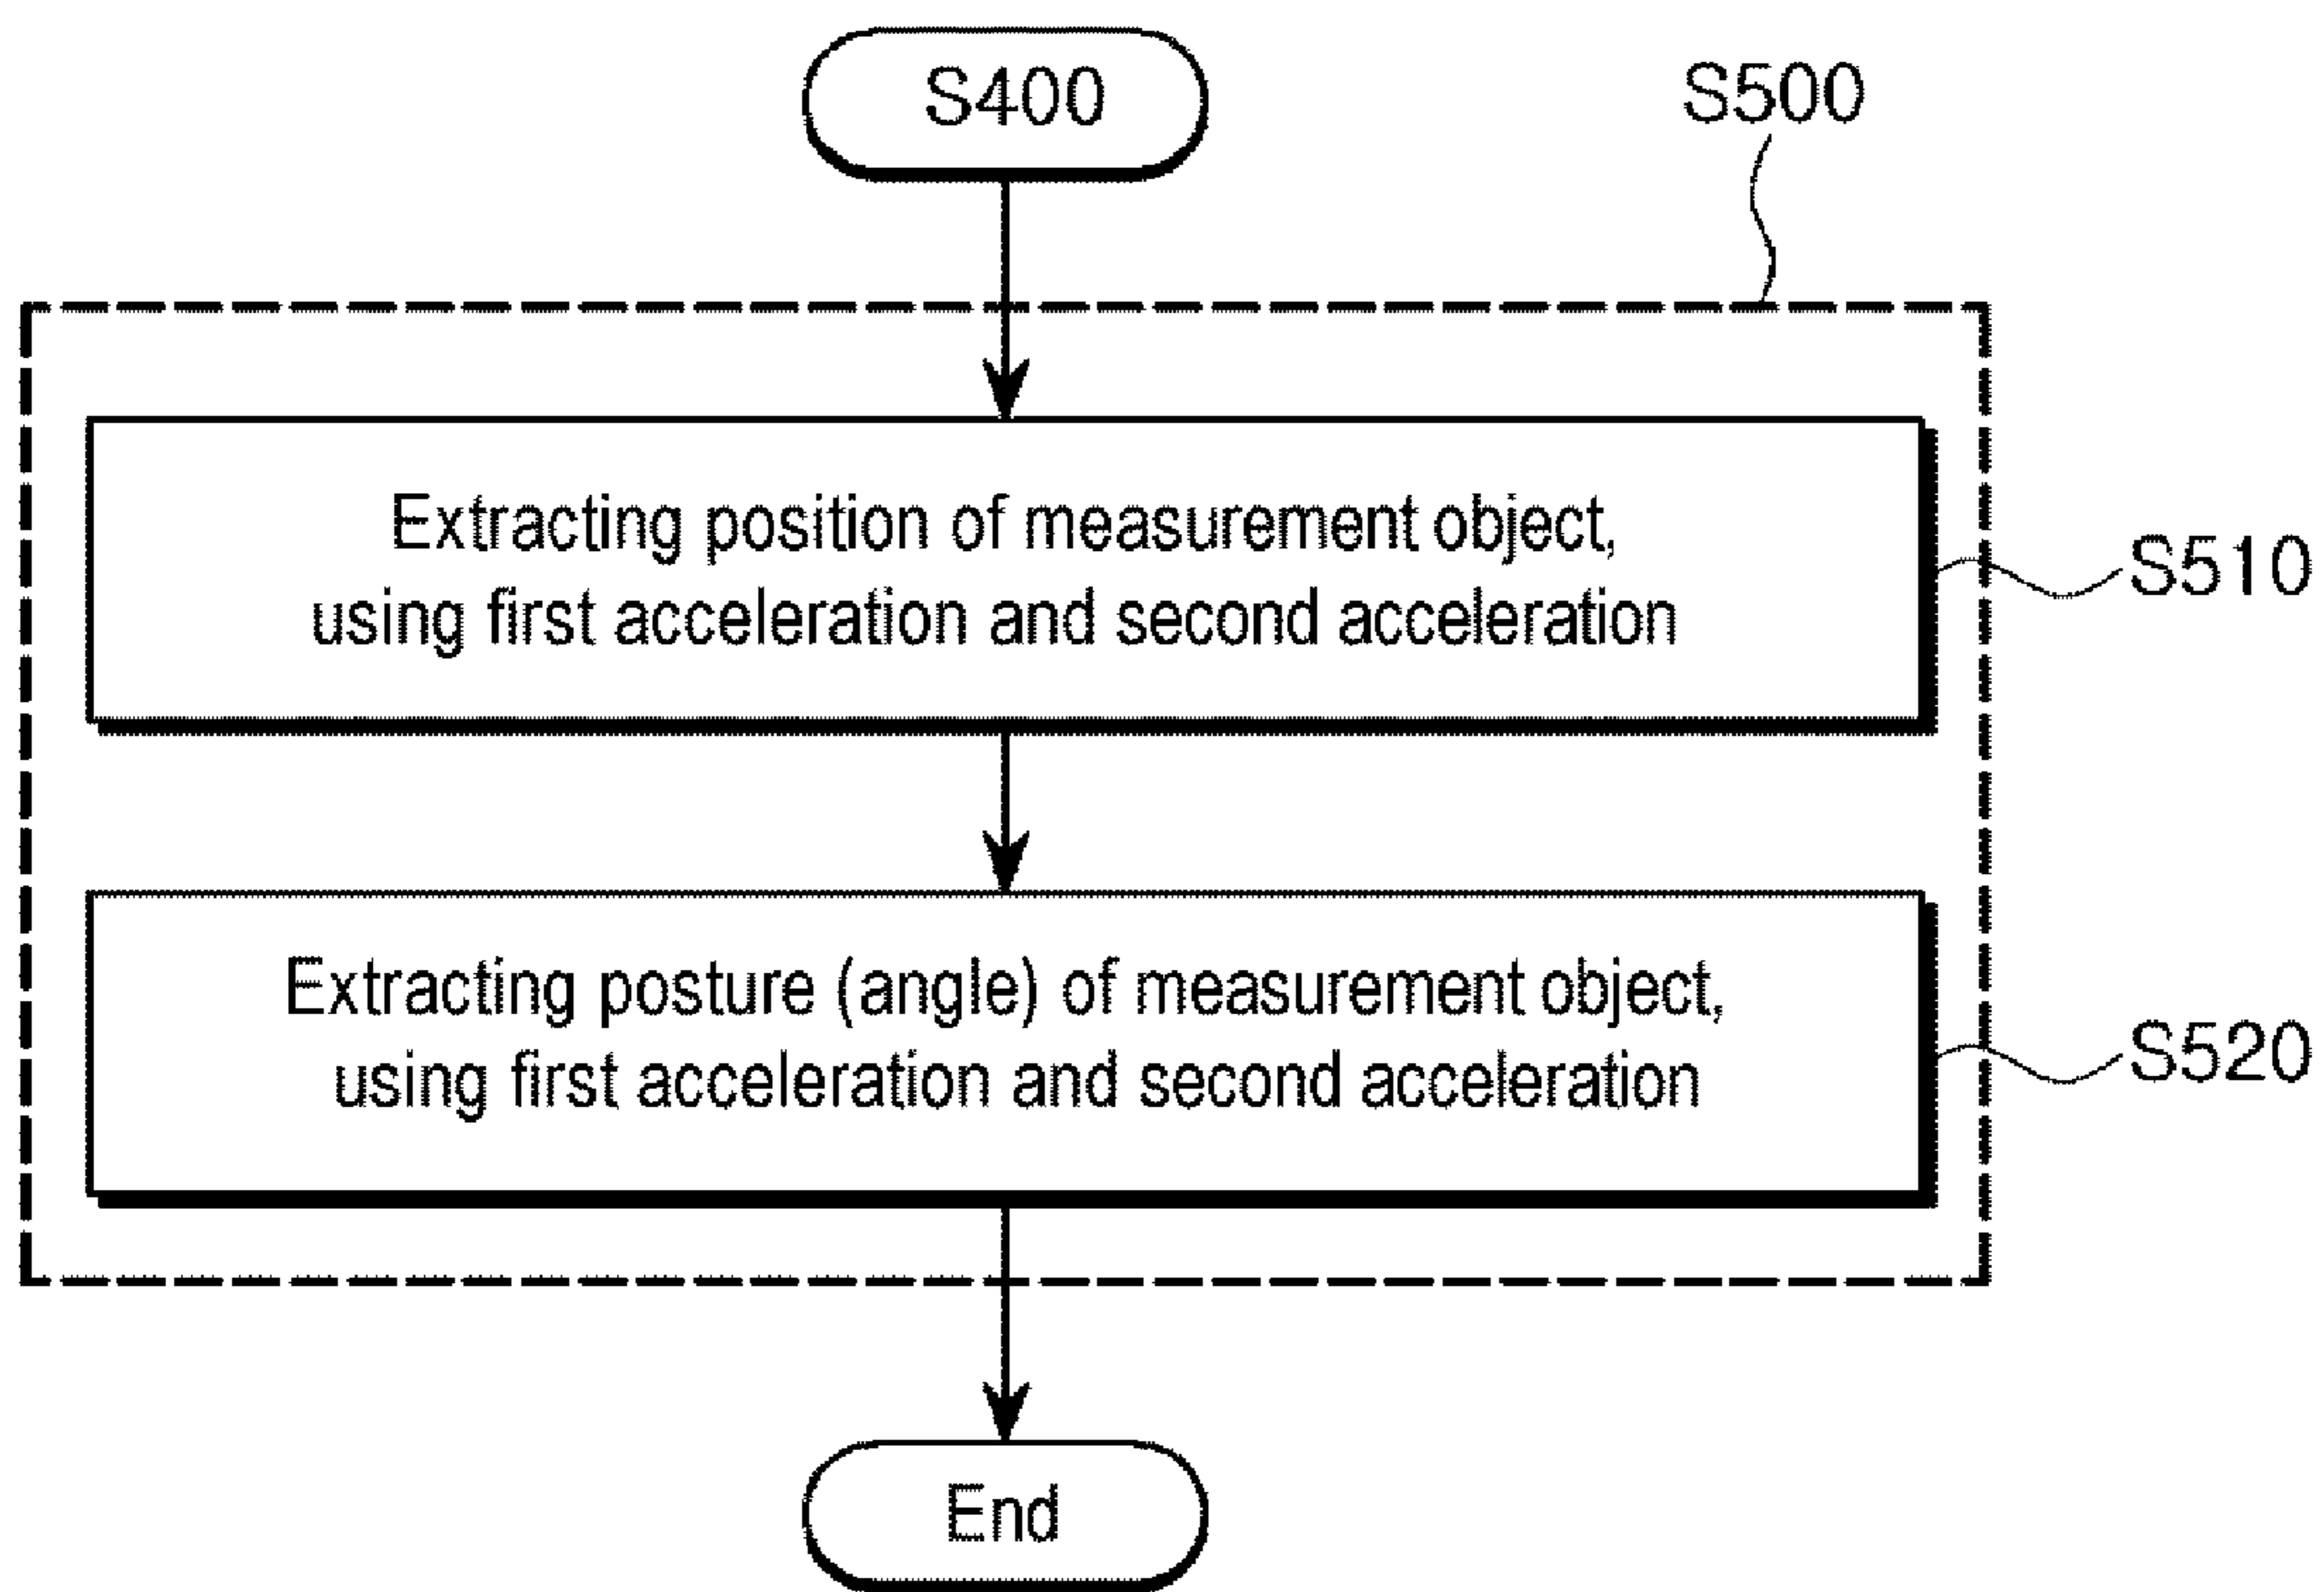 S400
S500
Extracting position of measurement object,
using first acceleration and second acceleration
S510
Extracting posture (angle) of measurement object,
using first acceleration and second acceleration
S520
End